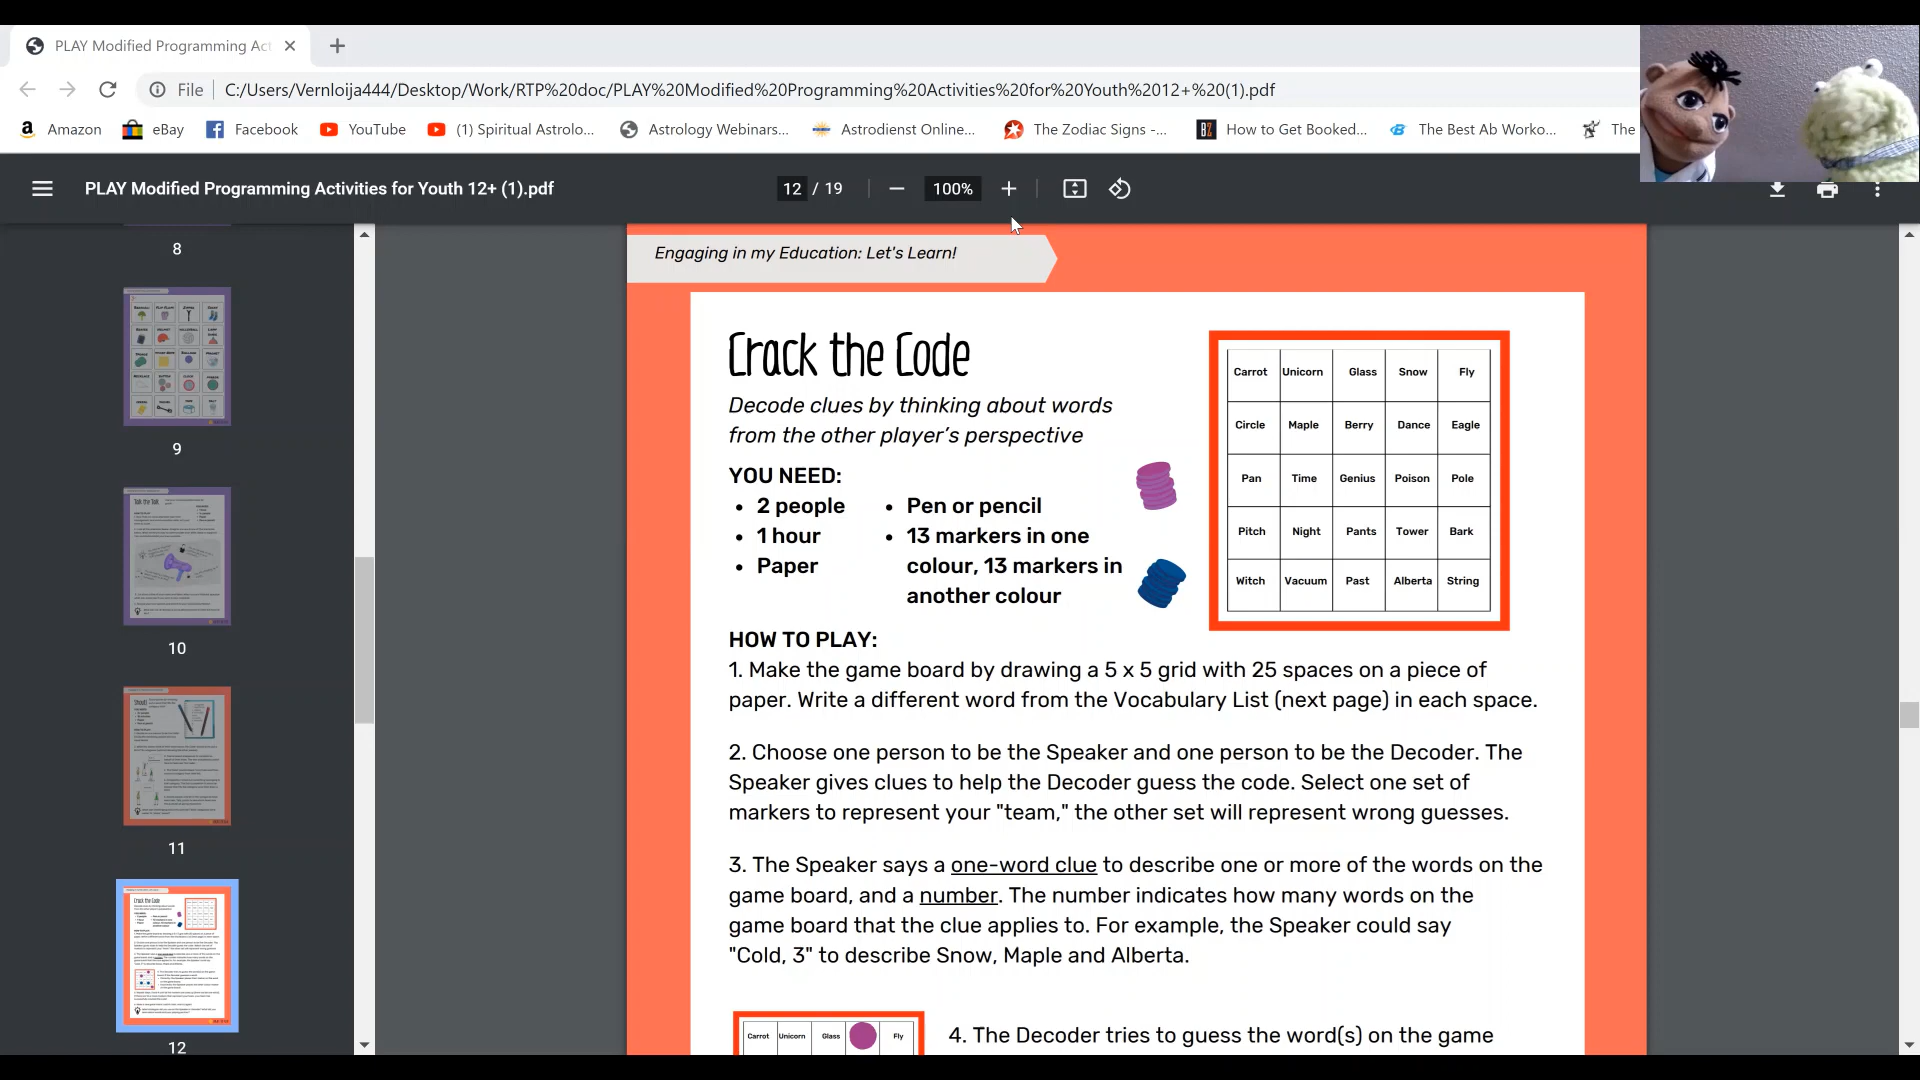 PLAY Modified Programming Act
File
C:/Users/Vernloija444/Desktop/Work/RTP%20doc/PLAY%20Modified%20Programming%20Activities%20for%20Youth%2012+%20(1).pdf
Amazon eBay Facebook YouTube (1) Spiritual Astrolo... Astrology Webinars... Astrodienst Online... The Zodiac Signs -... How to Get Booked... The Best Ab Worko... The
PLAY Modified Programming Activities for Youth 12+ (1).pdf
12 / 19
100%
8
9
10
11
12
Engaging in my Education: Let's Learn!
Crack the Code
Decode clues by thinking about words
from the other player's perspective
YOU NEED:
• 2 people
• 1 hour
• Paper
• Pen or pencil
• 13 markers in one
colour, 13 markers in
another colour
Carrot Unicorn Glass Snow Fly
Circle Maple Berry Dance Eagle
Pan Time Genius Poison Pole
Pitch Night Pants Tower Bark
Witch Vacuum Past Alberta String
HOW TO PLAY:
1. Make the game board by drawing a 5 x 5 grid with 25 spaces on a piece of
paper. Write a different word from the Vocabulary List (next page) in each space.
2. Choose one person to be the Speaker and one person to be the Decoder. The
Speaker gives clues to help the Decoder guess the code. Select one set of
markers to represent your "team," the other set will represent wrong guesses.
3. The Speaker says a one-word clue to describe one or more of the words on the
game board, and a number. The number indicates how many words on the
game board that the clue applies to. For example, the Speaker could say
"Cold, 3" to describe Snow, Maple and Alberta.
Carrot Unicorn Glass Fly
4. The Decoder tries to guess the word(s) on the game